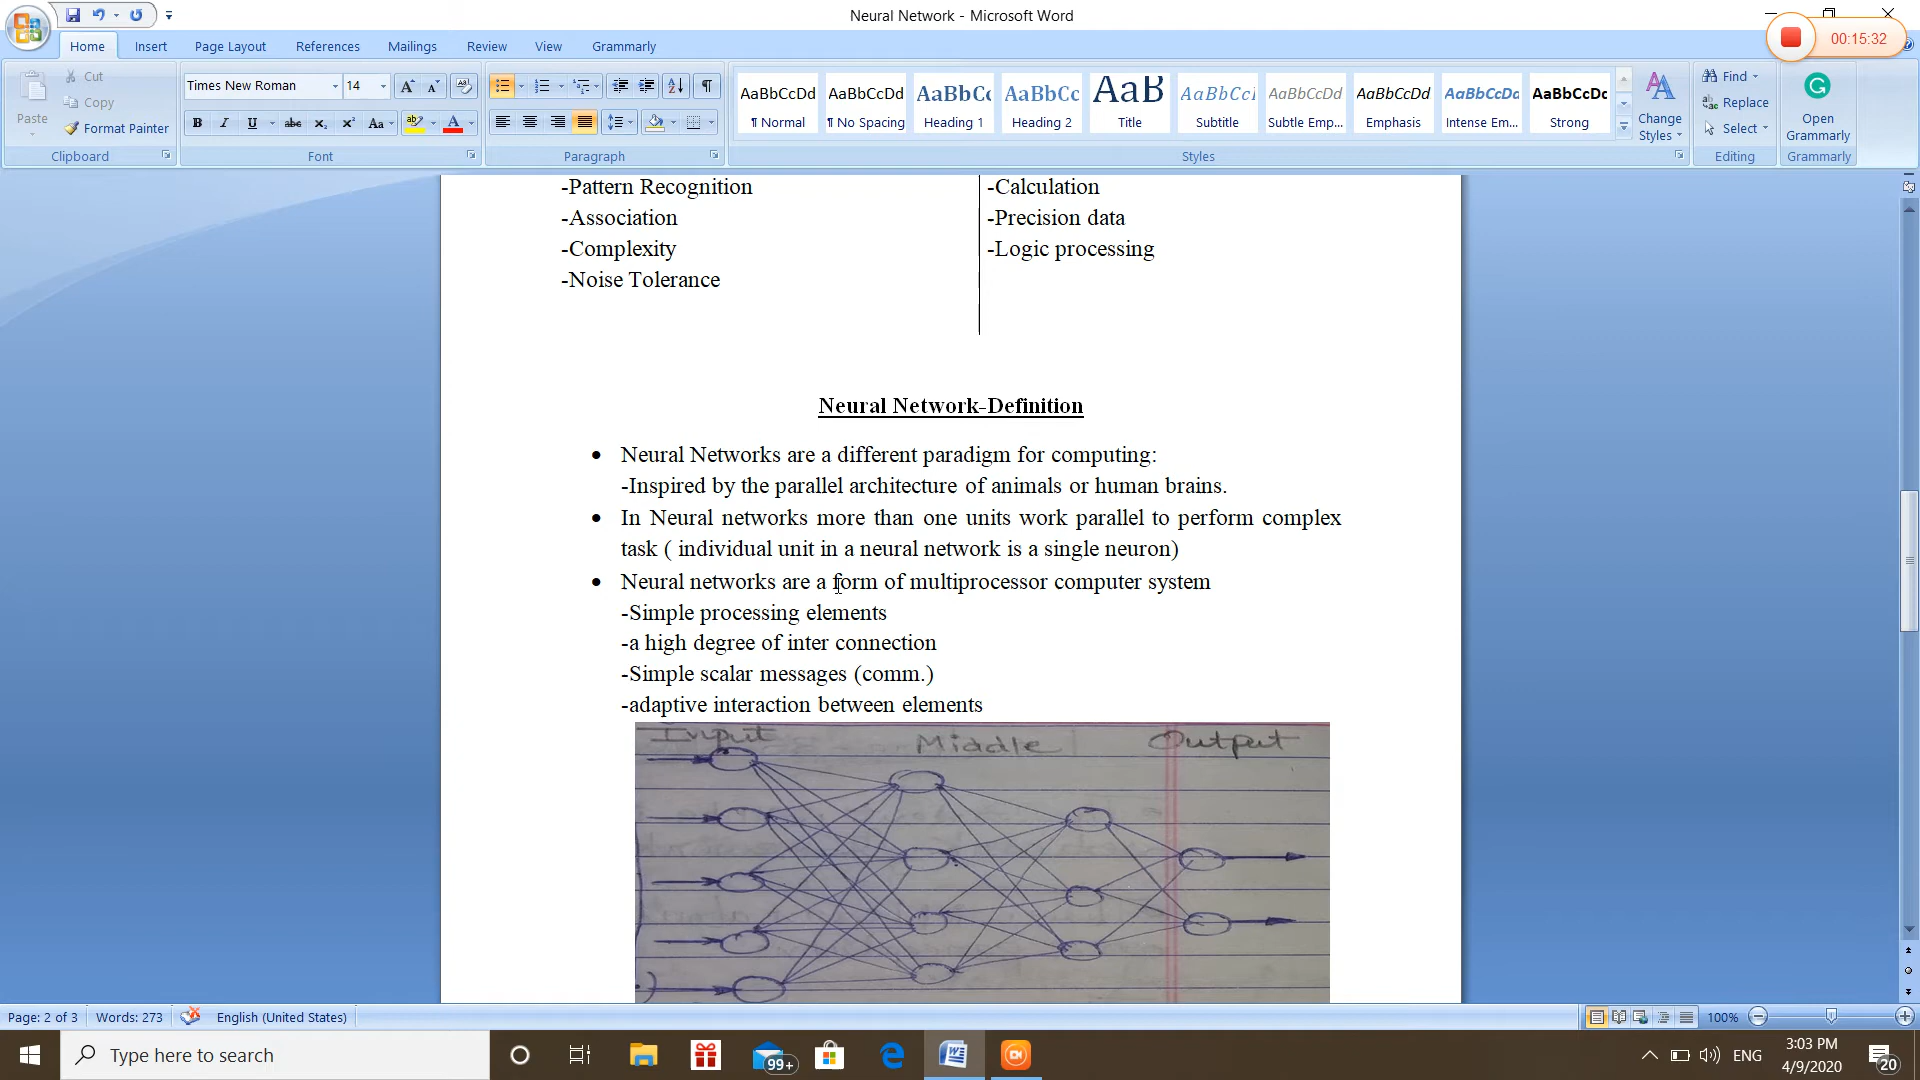 Neural Network - Microsoft Word
00:15:32
Home Insert Page Layout References Mailings Review View Grammarly
Cut
Copy
Paste
Format Painter
Clipboard
Times New Roman 14
Font
Paragraph
AaBbCcDd AaBbCcDd AaBbCc AaBbCc AaB AaBbCcI AaBbCcDd AaBbCcDd AaBbCcDd AaBbCcDd
¶ Normal ¶ No Spacing Heading 1 Heading 2 Title Subtitle Subtle Emp... Emphasis Intense Em... Strong
Styles
Change Styles
Find
Replace
Select
Editing
Open Grammarly
Grammarly
-Pattern Recognition
-Association
-Complexity
-Noise Tolerance
-Calculation
-Precision data
-Logic processing
Neural Network-Definition
• Neural Networks are a different paradigm for computing:
-Inspired by the parallel architecture of animals or human brains.
• In Neural networks more than one units work parallel to perform complex
task ( individual unit in a neural network is a single neuron)
• Neural networks are a form of multiprocessor computer system
-Simple processing elements
-a high degree of inter connection
-Simple scalar messages (comm.)
-adaptive interaction between elements
Input Middle Output
Page: 2 of 3 Words: 273 English (United States) 100%
Type here to search
99+
ENG
3:03 PM
4/9/2020
20